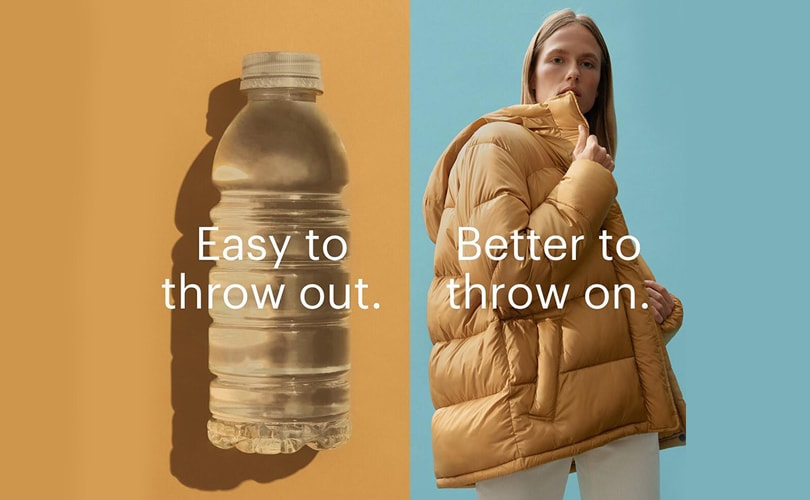 Easy to
throw out.
Better to
throw on.